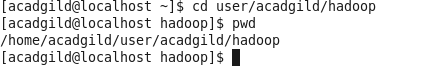 [acadgild@localhost ~]$ cd user/acadgild/hadoop
[acadgild@localhost hadoop]$ pwd
/home/acadgild/user/acadgild/hadoop
[acadgild@localhost hadoop]$